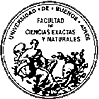 UNIVERSIDAD · DE · BUENOS · AIRES
FACULTAD
DE
CIENCIAS EXACTAS
Y NATURALES